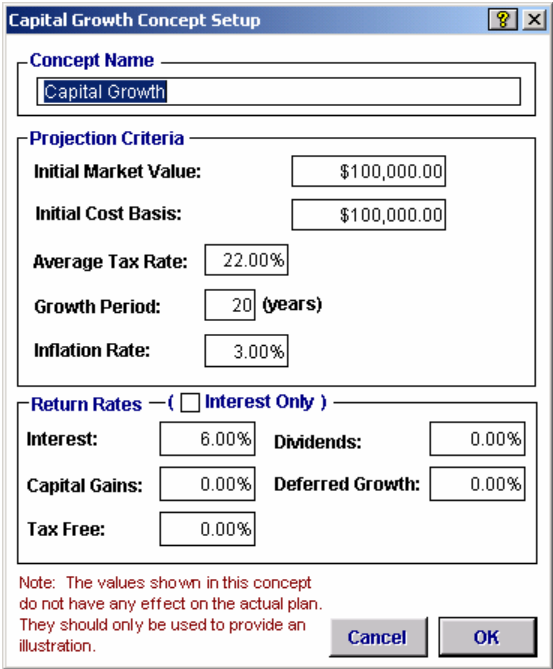 Capital Growth Concept Setup
Concept Name
Capital Growth
Projection Criteria
Initial Market Value: $100,000.00
Initial Cost Basis: $100,000.00
Average Tax Rate: 22.00%
Growth Period: 20 (years)
Inflation Rate: 3.00%
Return Rates ( Interest Only )
Interest: 6.00% Dividends: 0.00%
Capital Gains: 0.00% Deferred Growth: 0.00%
Tax Free: 0.00%
Note: The values shown in this concept
do not have any effect on the actual plan.
They should only be used to provide an
illustration.
Cancel OK